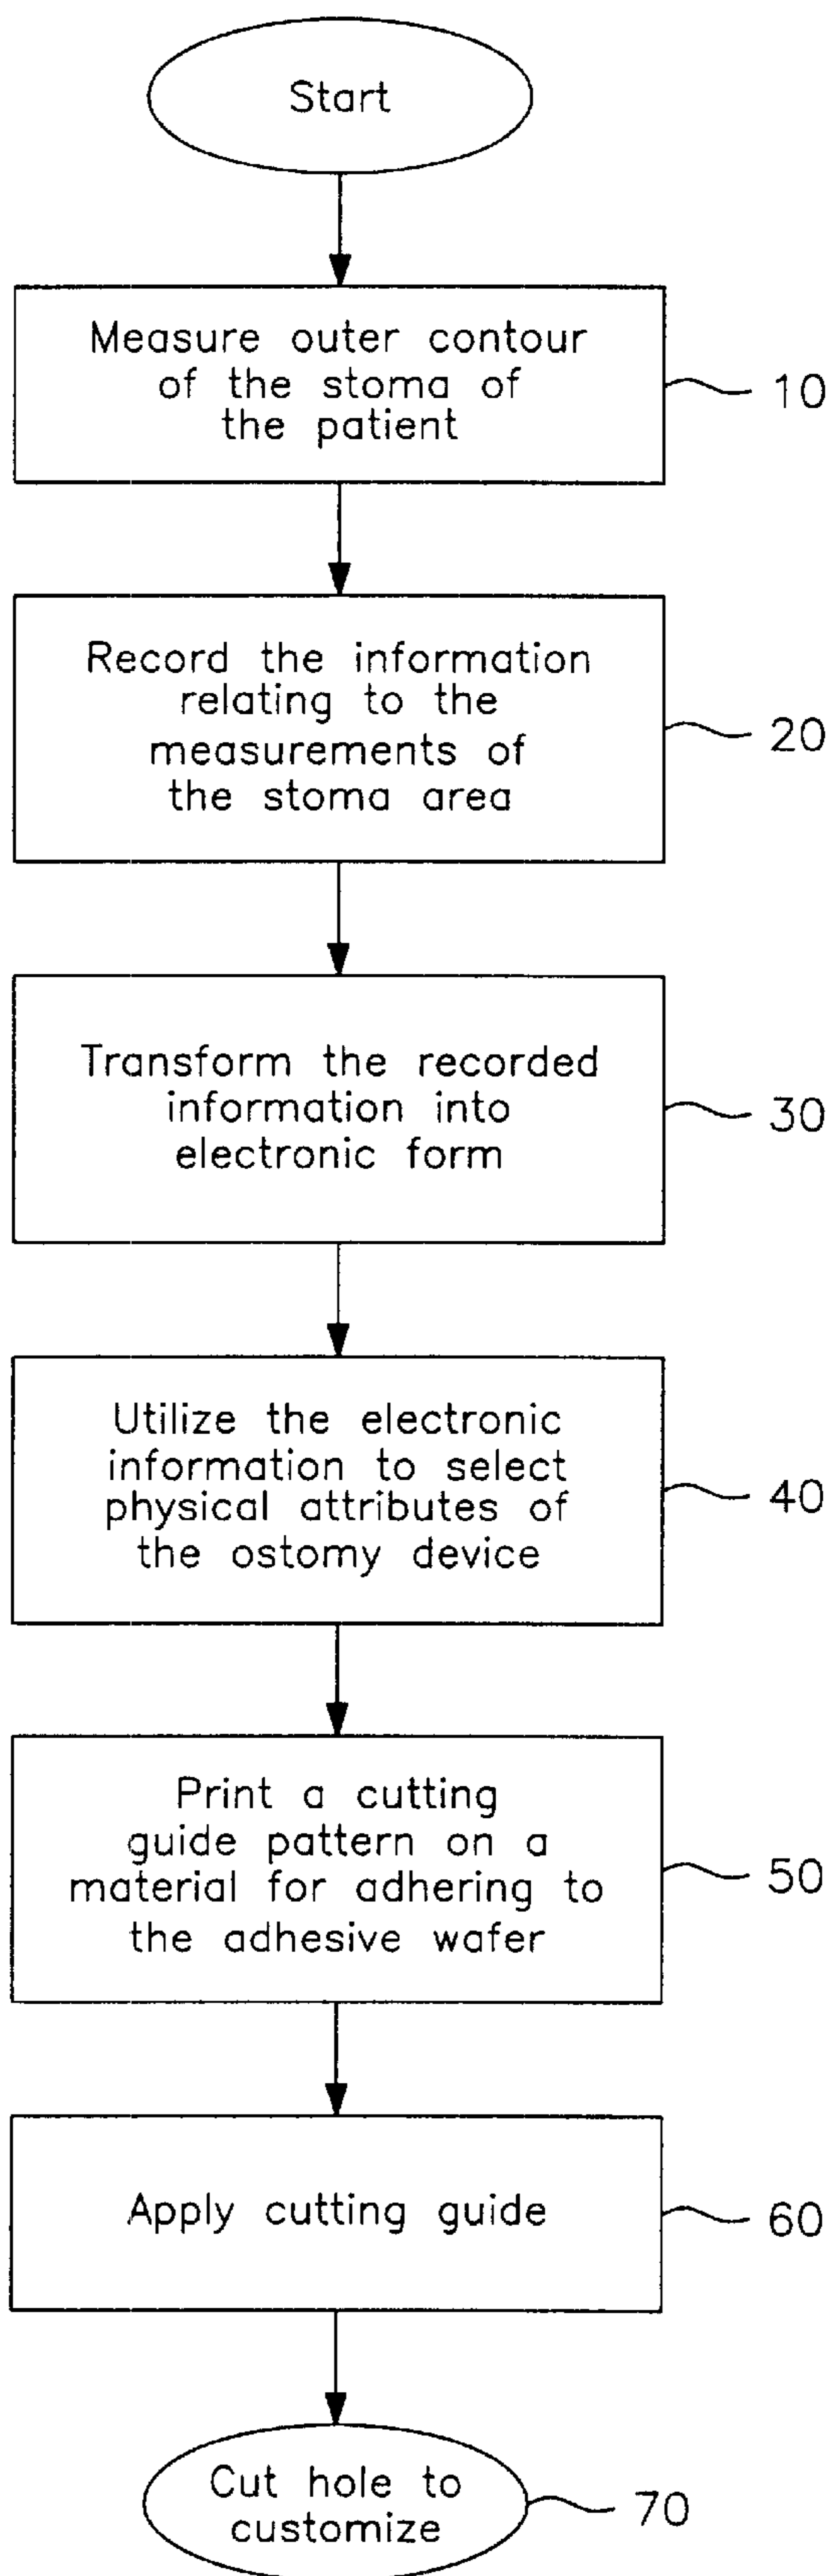 Start
Measure outer contour
of the stoma of
the patient
10
Record the information
relating to the
measurements of
the stoma area
20
Transform the recorded
information into
electronic form
30
Utilize the electronic
information to select
physical attributes of
the ostomy device
40
Print a cutting
guide pattern on a
material for adhering to
the adhesive wafer
50
Apply cutting guide
60
Cut hole to
customize
70